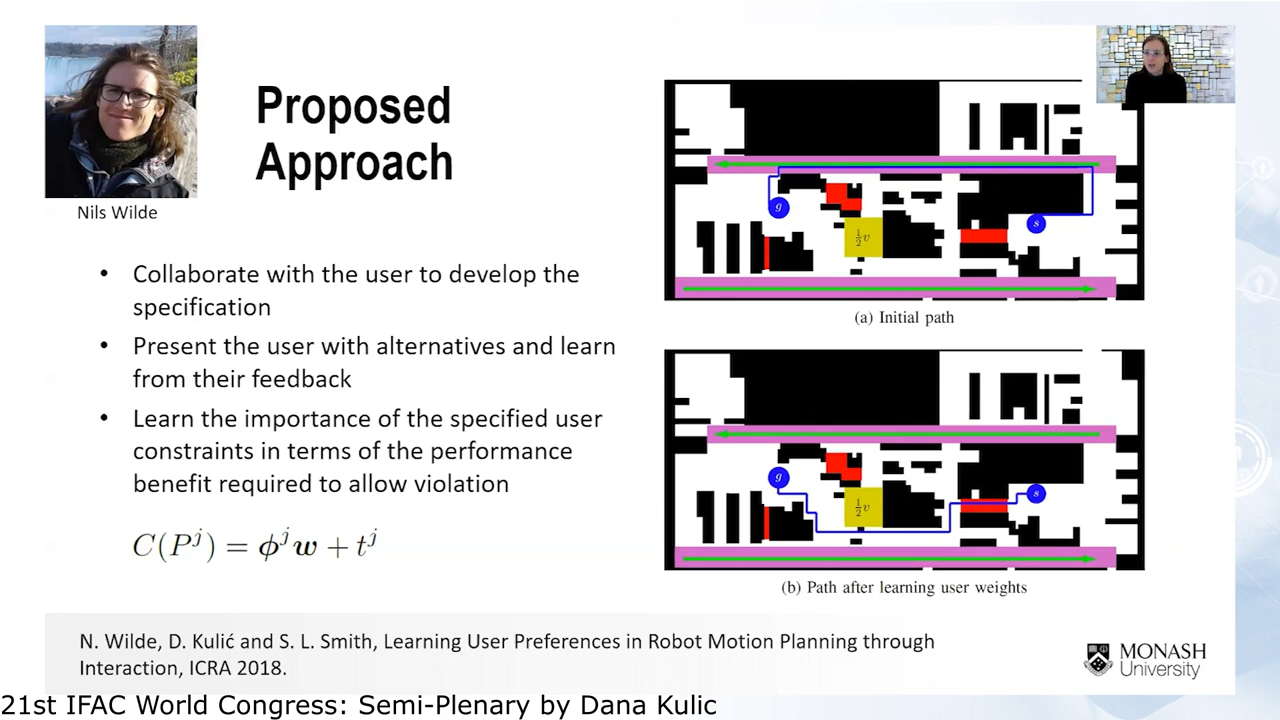 Proposed
Approach
Nils Wilde
• Collaborate with the user to develop the
specification
• Present the user with alternatives and learn
from their feedback
• Learn the importance of the specified user
constraints in terms of the performance
benefit required to allow violation
C(P^j) = ϕ^j w + t^j
g
½v
s
(a) Initial path
g
½v
s
(b) Path after learning user weights
N. Wilde, D. Kulić and S. L. Smith, Learning User Preferences in Robot Motion Planning through
Interaction, ICRA 2018.
MONASH
University
21st IFAC World Congress: Semi-Plenary by Dana Kulic